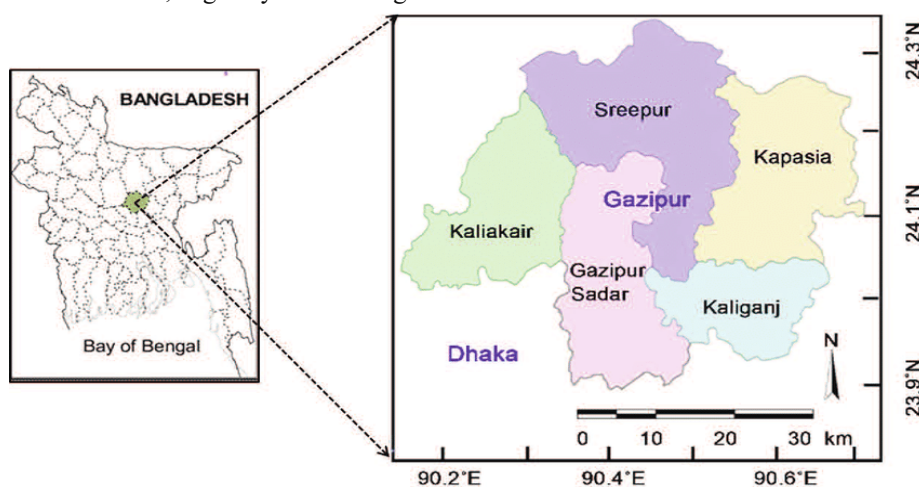 BANGLADESH
Bay of Bengal
Sreepur
Kapasia
Gazipur
Kaliakair
Gazipur
Sadar
Kaliganj
Dhaka
N
0 10 20 30 km
24.3°N
24.1°N
23.9°N
90.2°E 90.4°E 90.6°E